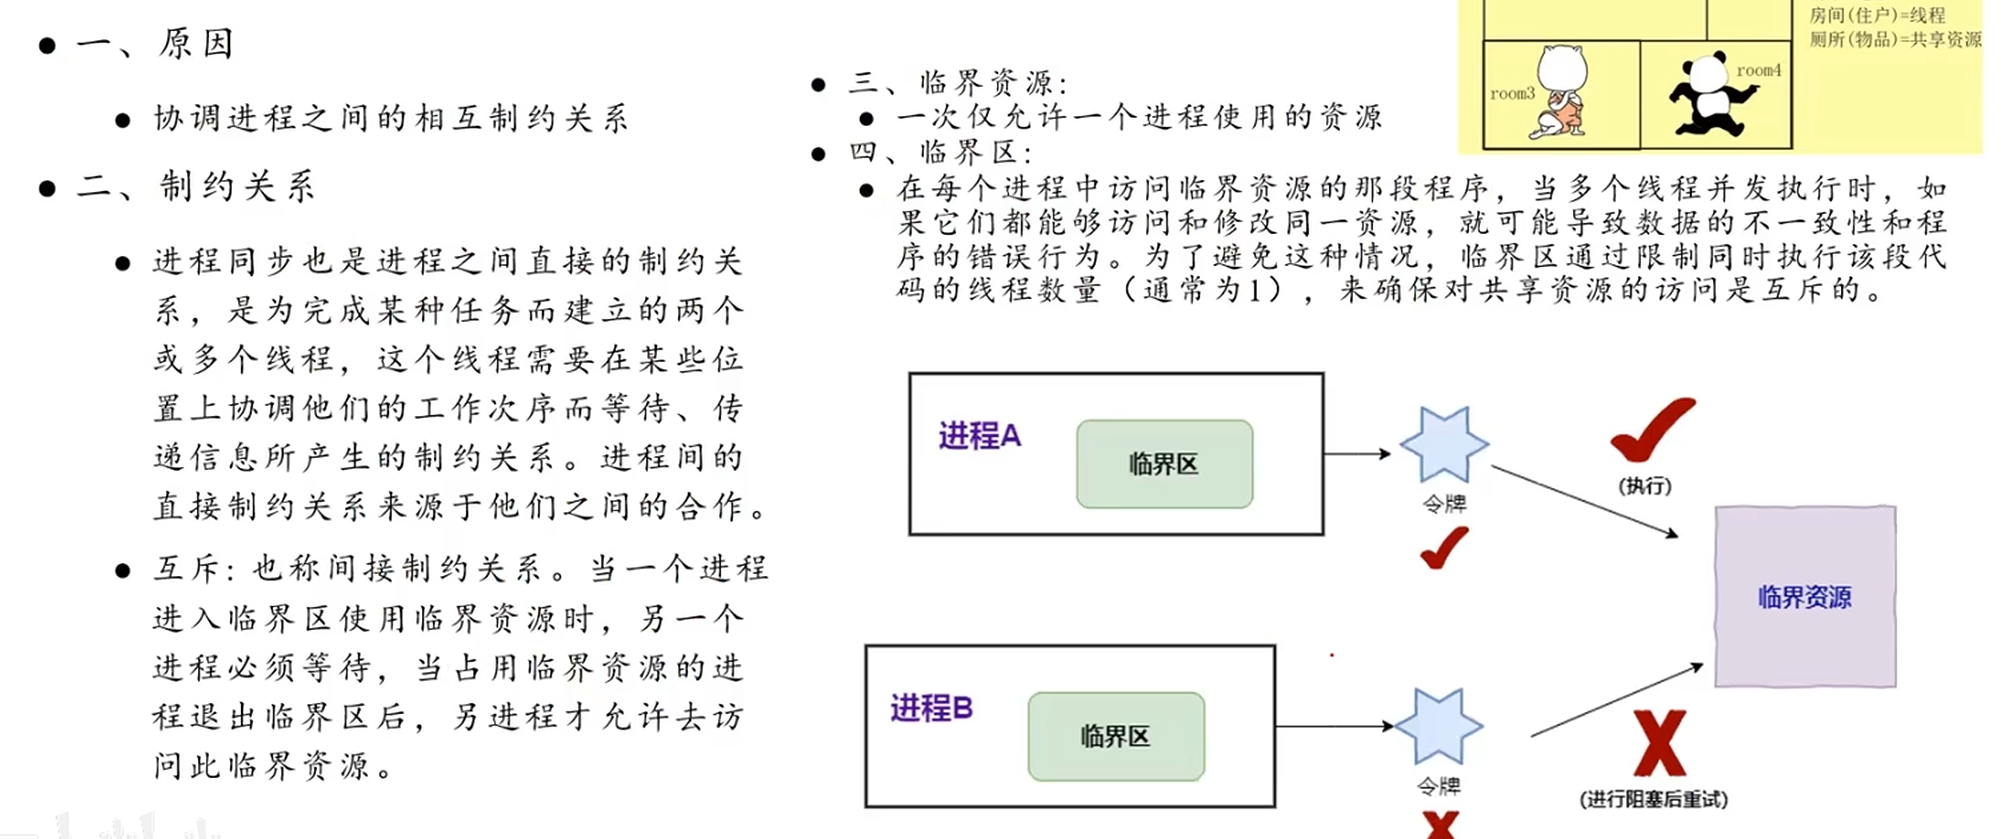 一、原因
协调进程之间的相互制约关系
二、制约关系
进程同步也是进程之间直接的制约关
系，是为完成某种任务而建立的两个
或多个线程，这个线程需要在某些位
置上协调他们的工作次序而等待、传
递信息所产生的制约关系。进程间的
直接制约关系来源于他们之间的合作。
互斥：也称间接制约关系。当一个进程
进入临界区使用临界资源时，另一个
进程必须等待，当占用临界资源的进
程退出临界区后，另进程才允许去访
问此临界资源。
房间(住户)=线程
厕所(物品)=共享资源
room3
room4
三、临界资源：
一次仅允许一个进程使用的资源
四、临界区：
在每个进程中访问临界资源的那段程序，当多个线程并发执行时，如
果它们都能够访问和修改同一资源，就可能导致数据的不一致性和程
序的错误行为。为了避免这种情况，临界区通过限制同时执行该段代
码的线程数量（通常为1），来确保对共享资源的访问是互斥的。
进程A
临界区
令牌
(执行)
临界资源
进程B
临界区
令牌
(进行阻塞后重试)